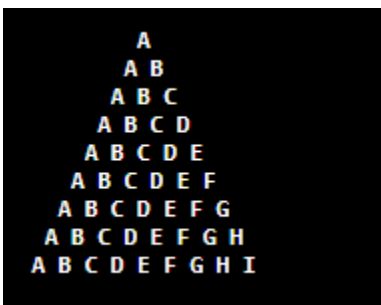 A
A B
A B C
A B C D
A B C D E
A B C D E F
A B C D E F G
A B C D E F G H
A B C D E F G H I